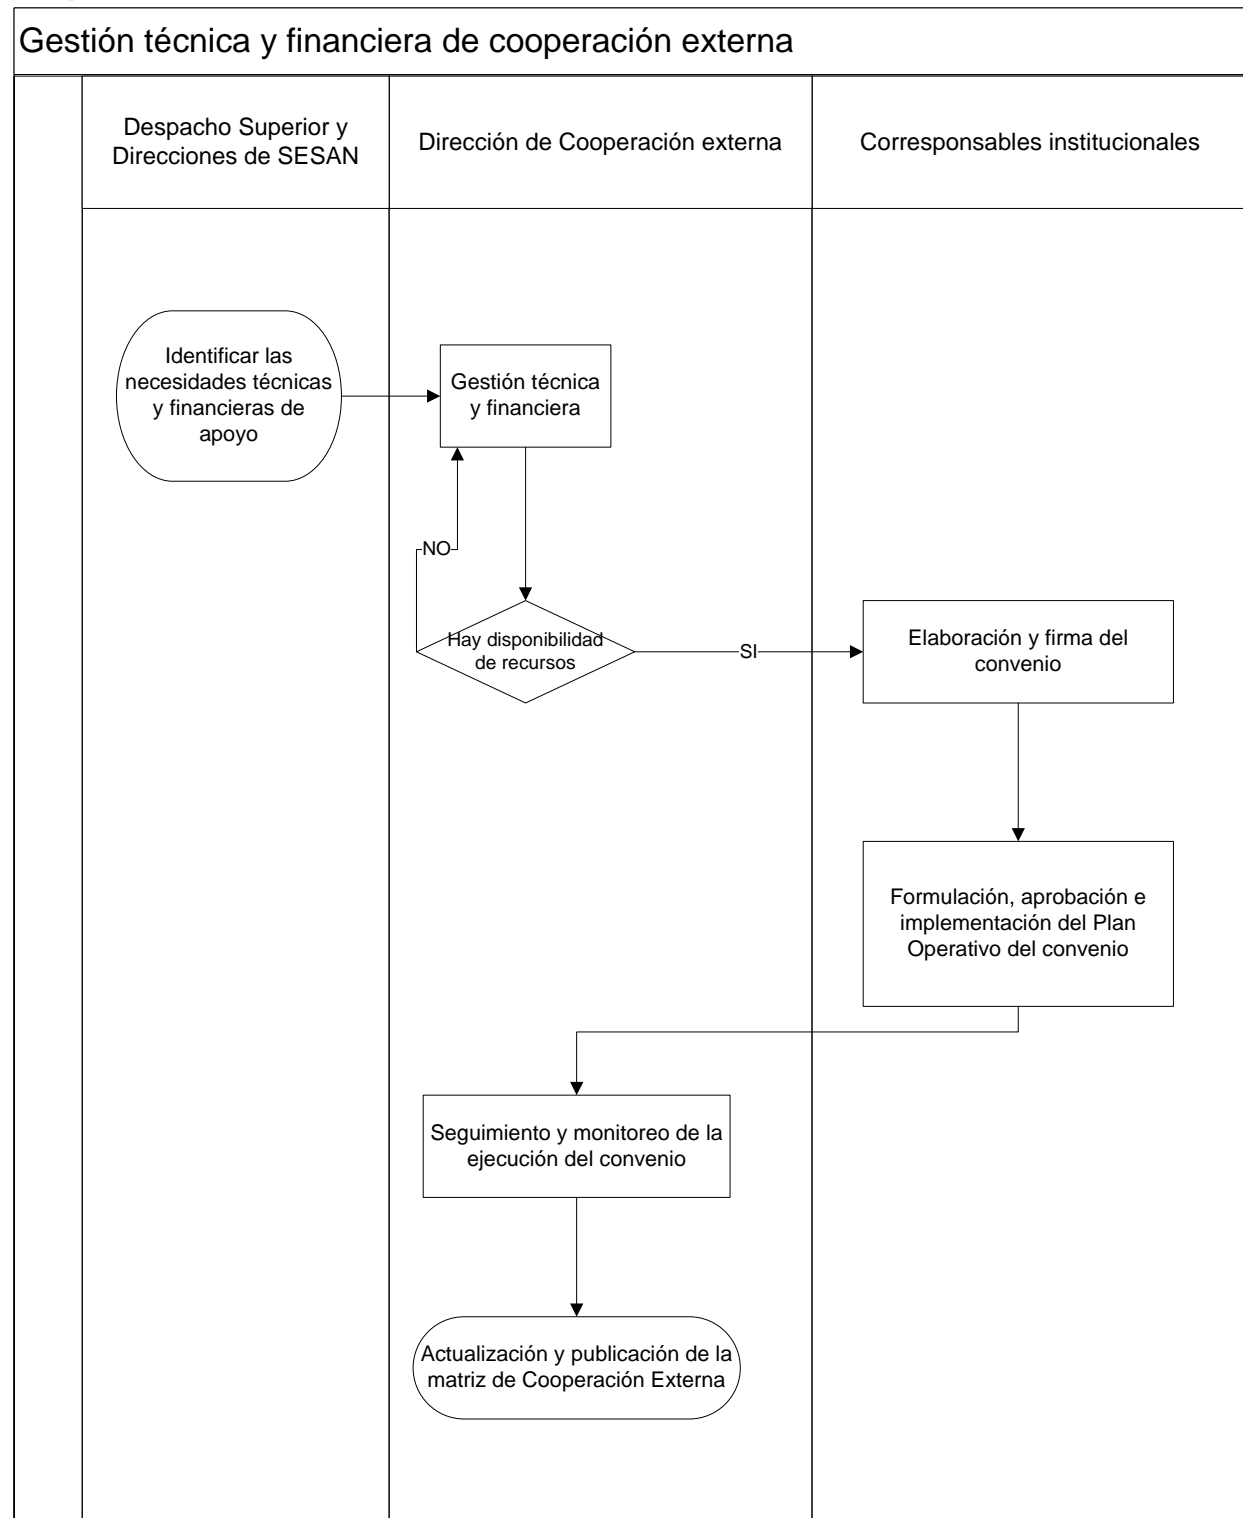 Gestión técnica y financiera de cooperación externa
Despacho Superior y
Direcciones de SESAN
Dirección de Cooperación externa
Corresponsables institucionales
Identificar las
necesidades técnicas
y financieras de
apoyo
Gestión técnica
y financiera
NO
Hay disponibilidad
de recursos
SI
Elaboración y firma del
convenio
Formulación, aprobación e
implementación del Plan
Operativo del convenio
Seguimiento y monitoreo de la
ejecución del convenio
Actualización y publicación de la
matriz de Cooperación Externa